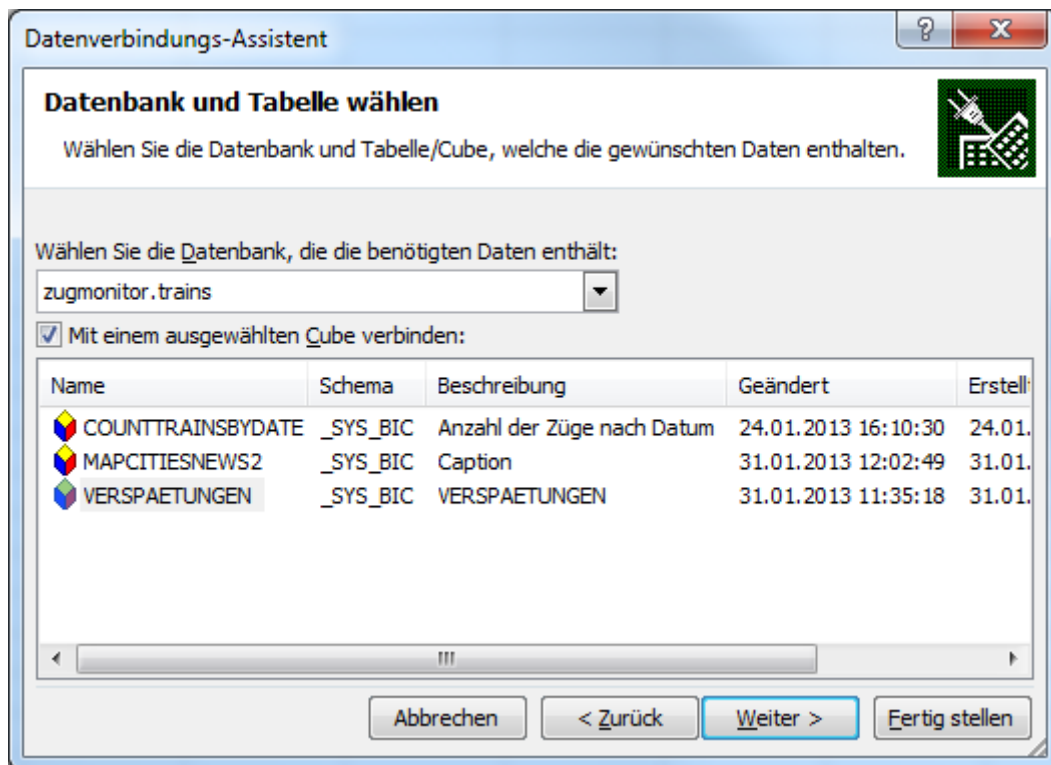 Datenverbindungs-Assistent
Datenbank und Tabelle wählen
Wählen Sie die Datenbank und Tabelle/Cube, welche die gewünschten Daten enthalten.
Wählen Sie die Datenbank, die die benötigten Daten enthält:
zugmonitor.trains
Mit einem ausgewählten Cube verbinden:
Name Schema Beschreibung Geändert Erstell
COUNTTRAINSBYDATE _SYS_BIC Anzahl der Züge nach Datum 24.01.2013 16:10:30 24.01.
MAPCITIESNEWS2 _SYS_BIC Caption 31.01.2013 12:02:49 31.01.
VERSPAETUNGEN _SYS_BIC VERSPAETUNGEN 31.01.2013 11:35:18 31.01.
Abbrechen < Zurück Weiter > Fertig stellen